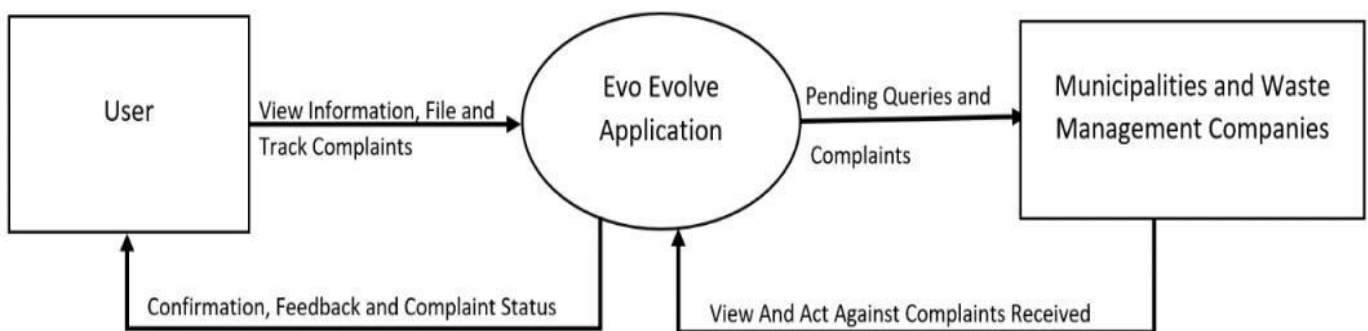 User
View Information, File and
Track Complaints
Evo Evolve
Application
Pending Queries and
Complaints
Municipalities and Waste
Management Companies
Confirmation, Feedback and Complaint Status
View And Act Against Complaints Received